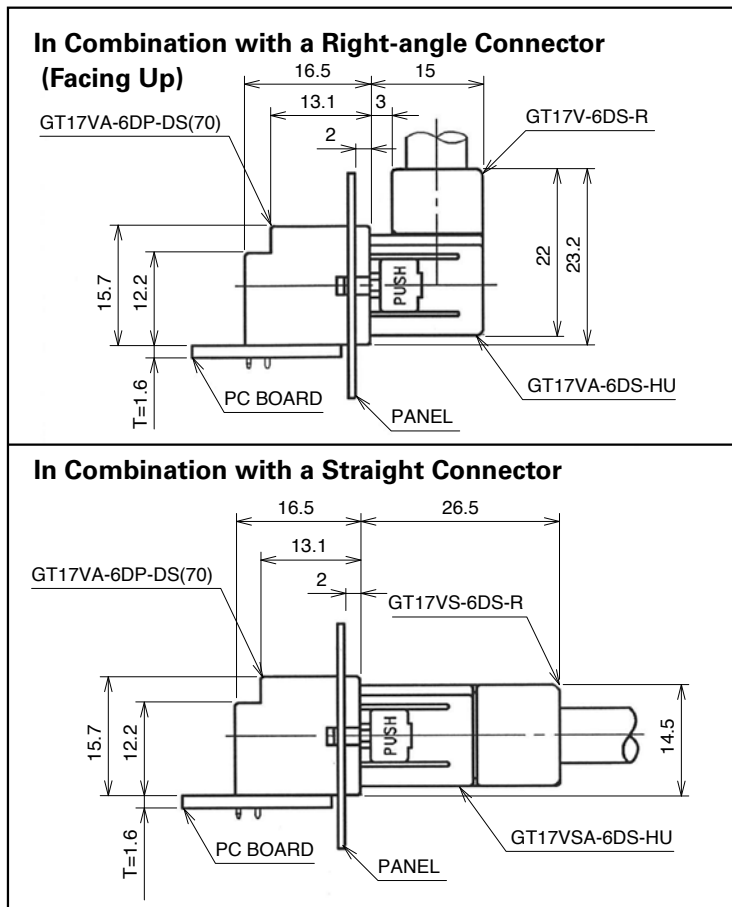 In Combination with a Right-angle Connector
(Facing Up)
16.5
15
13.1
3
GT17VA-6DP-DS(70)
GT17V-6DS-R
2
15.7
12.2
22
23.2
PUSH
T=1.6
PC BOARD
GT17VA-6DS-HU
PANEL
In Combination with a Straight Connector
16.5
26.5
13.1
GT17VA-6DP-DS(70)
2
GT17VS-6DS-R
15.7
12.2
PUSH
14.5
T=1.6
PC BOARD
GT17VSA-6DS-HU
PANEL